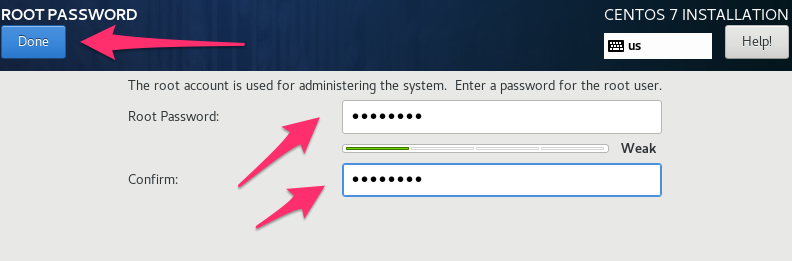 ROOT PASSWORD
CENTOS 7 INSTALLATION
Done
us
Help!
The root account is used for administering the system.  Enter a password for the root user.
Root Password:
●●●●●●●●
Weak
Confirm:
●●●●●●●●